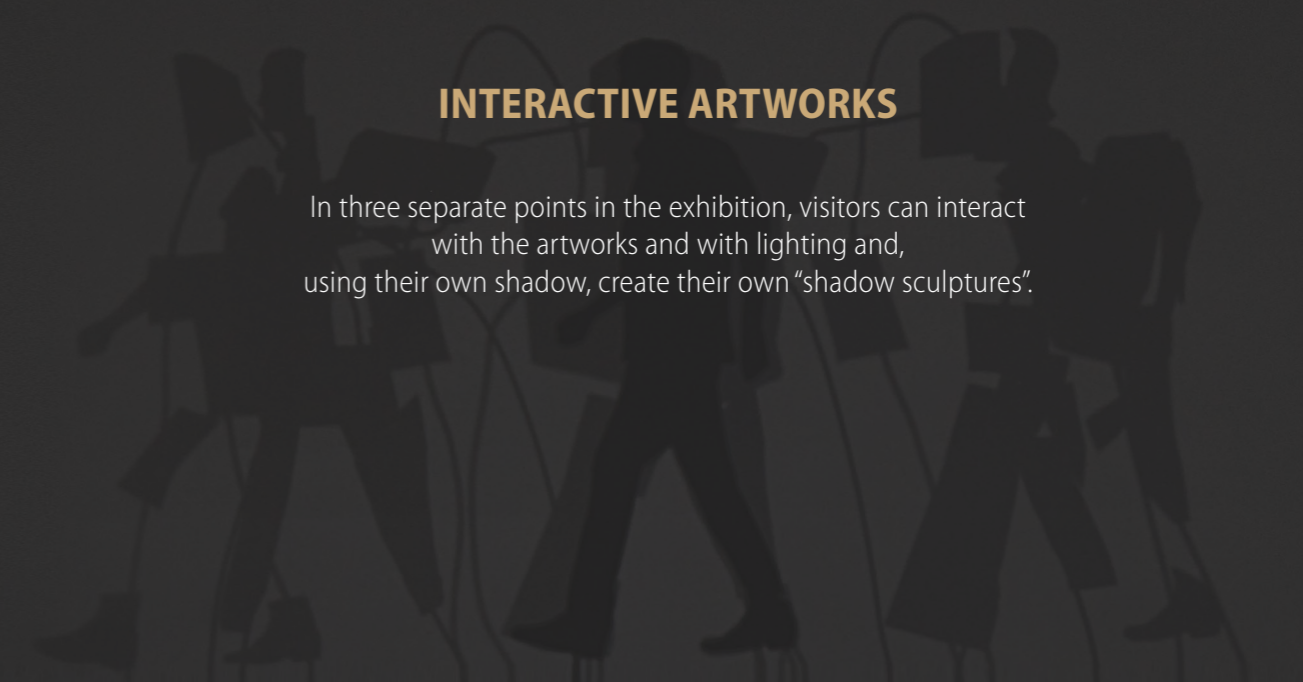 INTERACTIVE ARTWORKS
In three separate points in the exhibition, visitors can interact
with the artworks and with lighting and,
using their own shadow, create their own “shadow sculptures”.